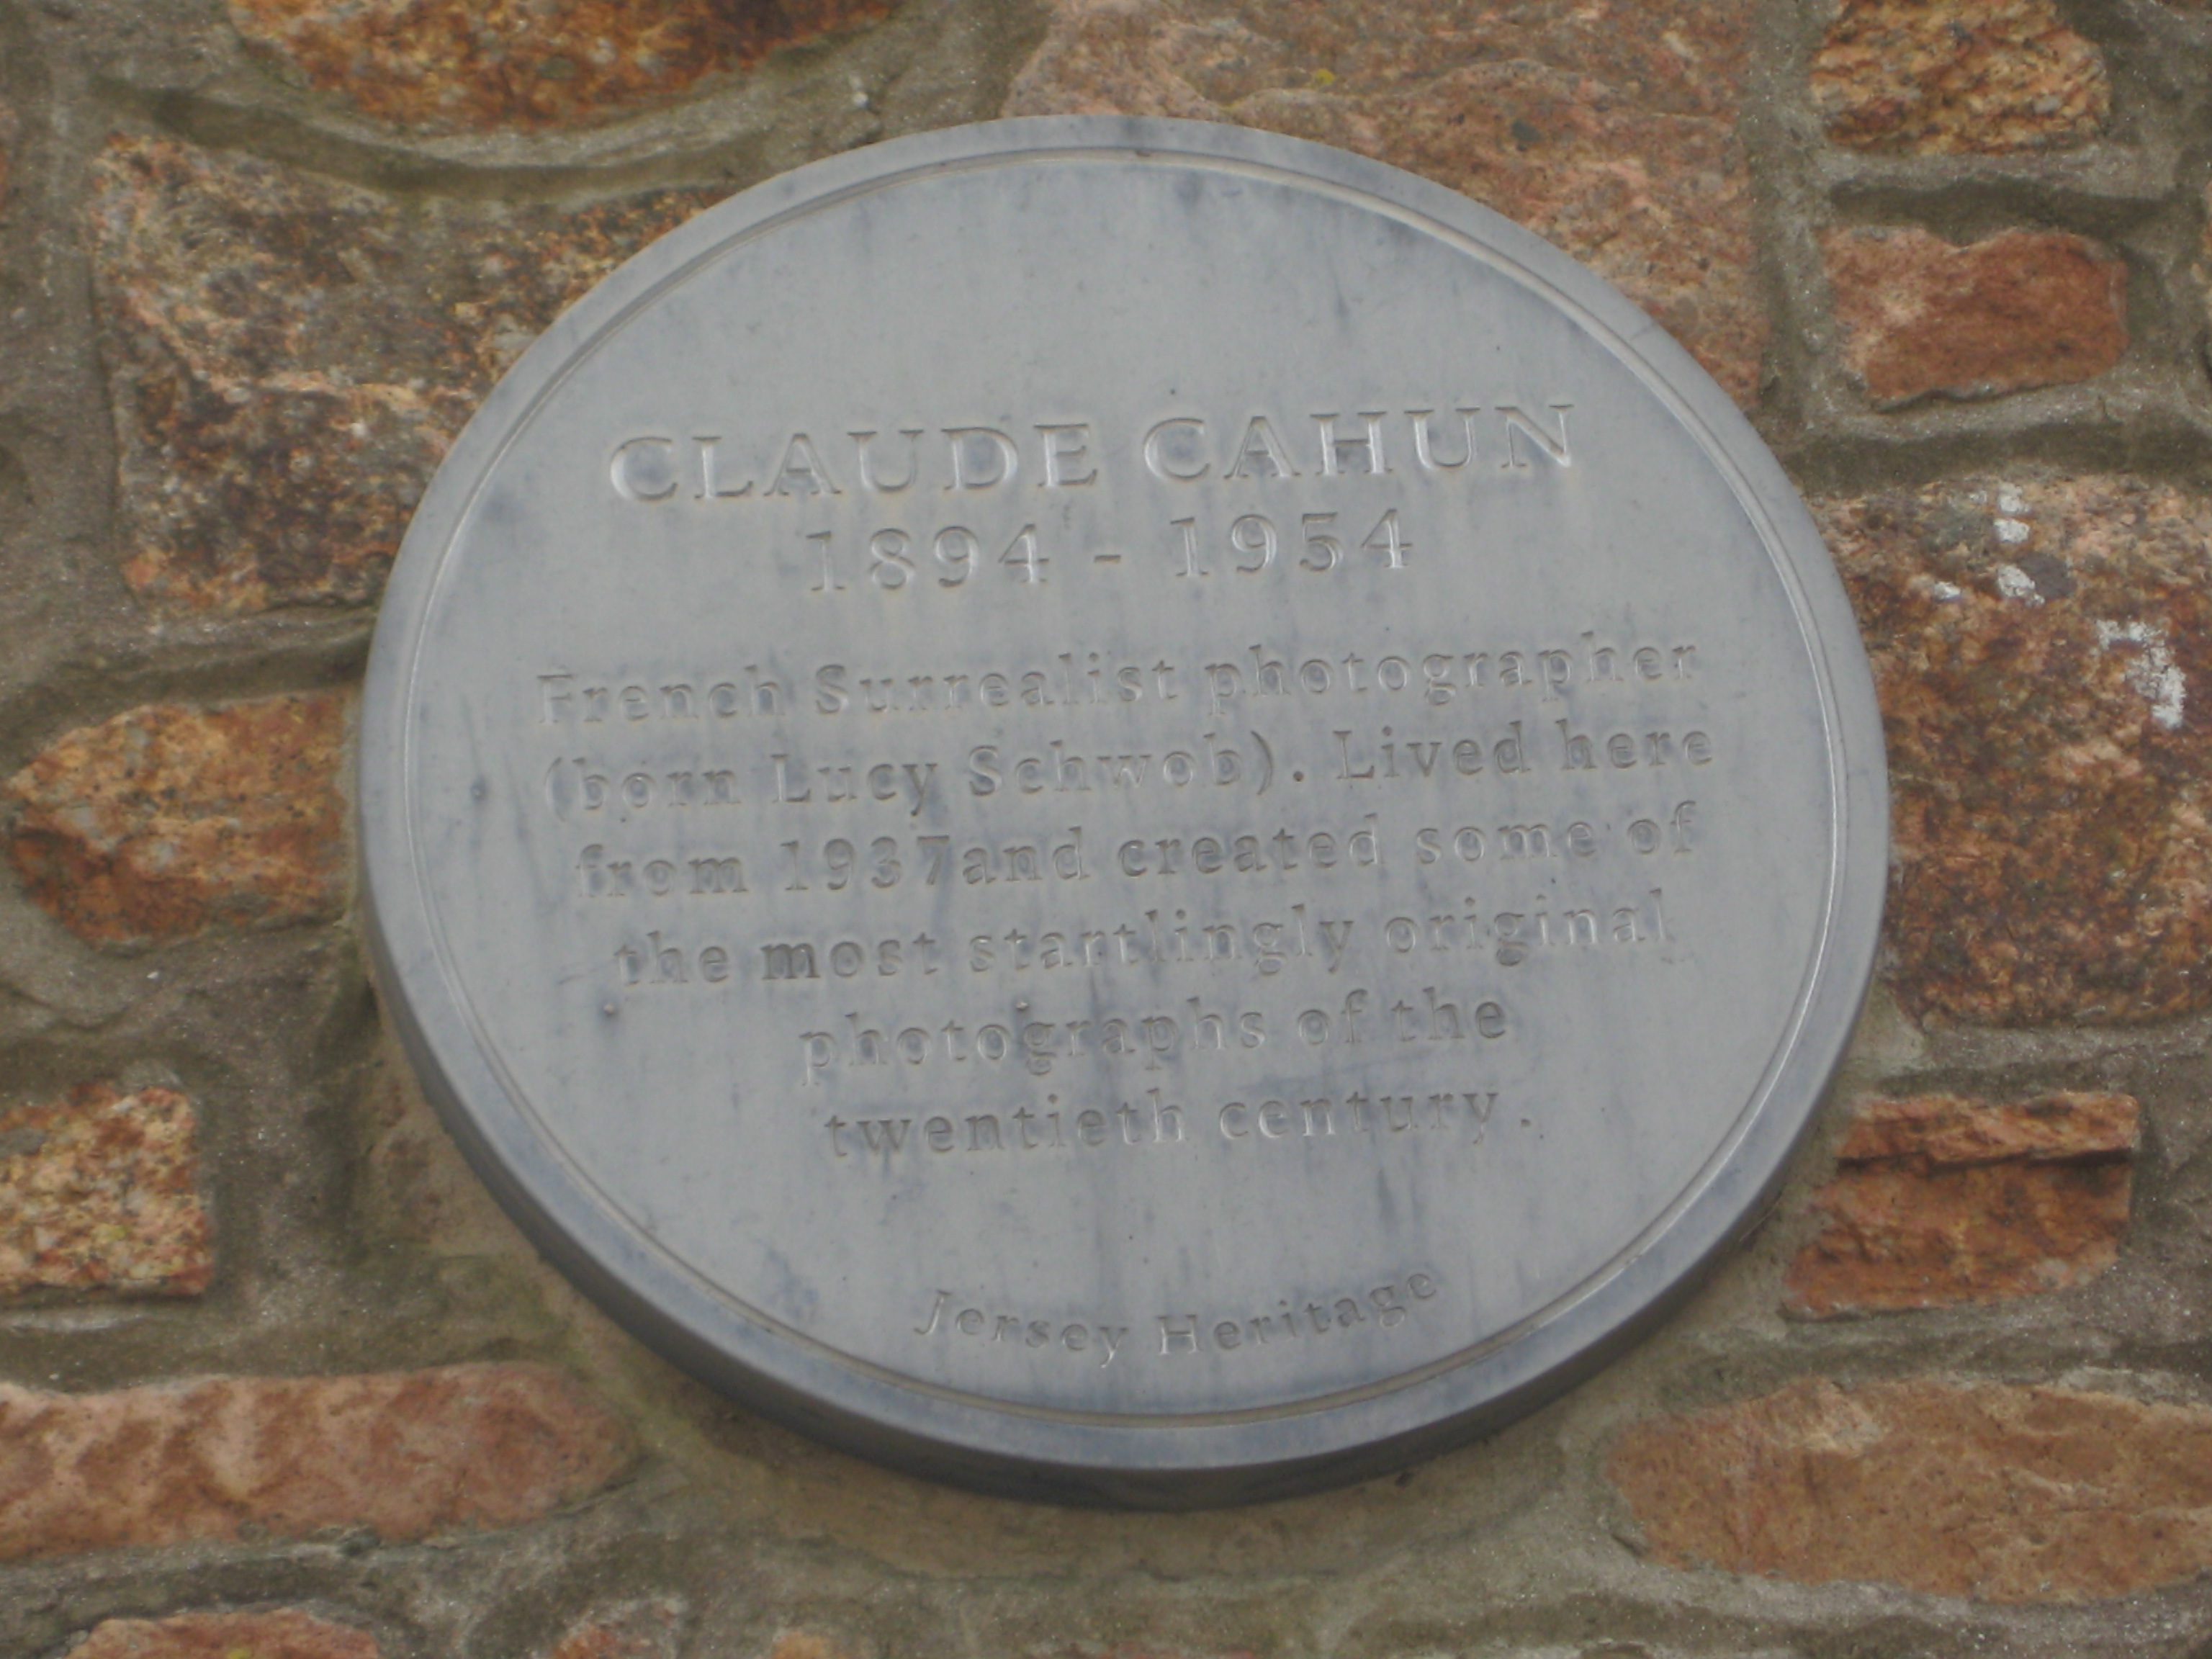 CLAUDE CAHUN
1894 - 1954
French Surrealist photographer
(born Lucy Schwob). Lived here
from 1937and created some of
the most startlingly original
photographs of the
twentieth century.
Jersey Heritage